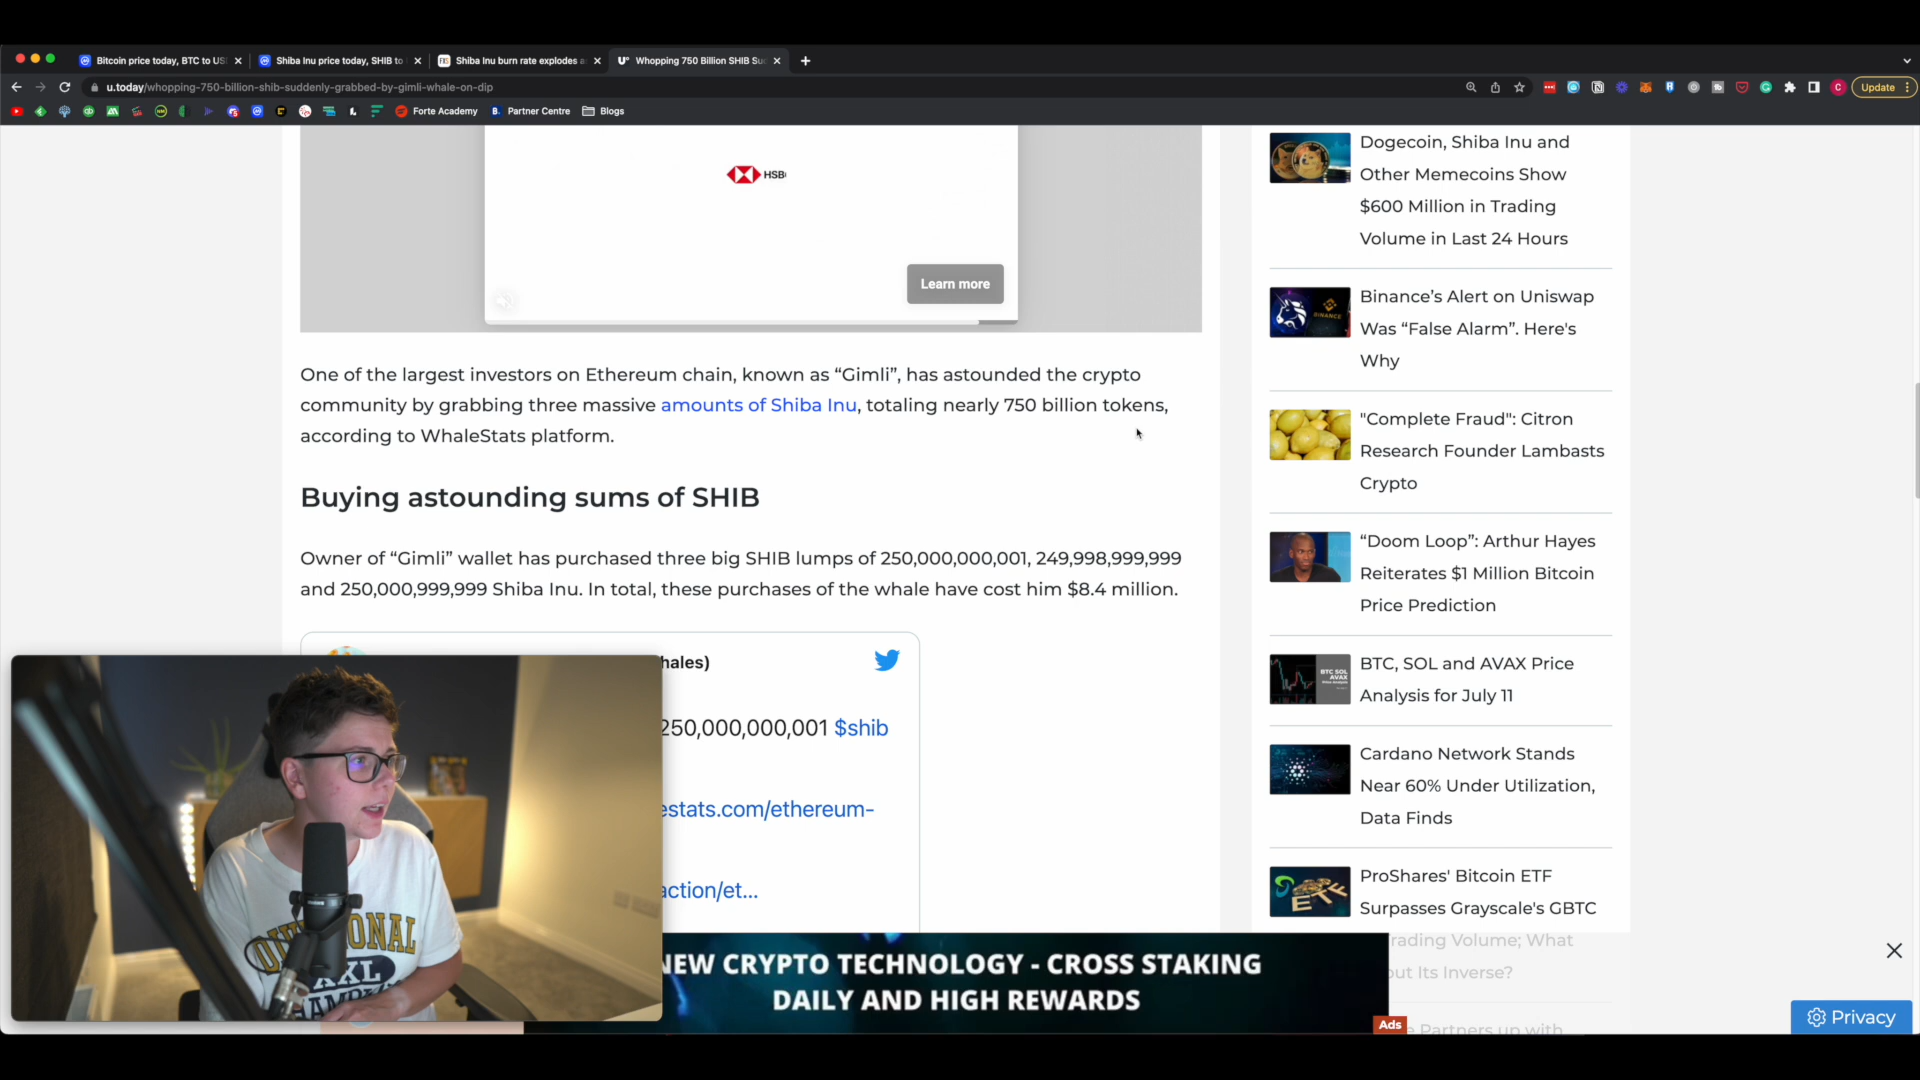 Bitcoin price today, BTC to US
Shiba Inu price today, SHIB to
Shiba Inu burn rate explodes a
Whopping 750 Billion SHIB Su
u.today/whopping-750-billion-shib-suddenly-grabbed-by-gimli-whale-on-dip
Update
Forte Academy
Partner Centre
Blogs
HSB
Learn more
One of the largest investors on Ethereum chain, known as “Gimli”, has astounded the crypto
community by grabbing three massive amounts of Shiba Inu, totaling nearly 750 billion tokens,
according to WhaleStats platform.
Buying astounding sums of SHIB
Owner of “Gimli” wallet has purchased three big SHIB lumps of 250,000,000,001, 249,998,999,999
and 250,000,999,999 Shiba Inu. In total, these purchases of the whale have cost him $8.4 million.
hales)
250,000,000,001 $shib
estats.com/ethereum-
action/et...
Dogecoin, Shiba Inu and
Other Memecoins Show
$600 Million in Trading
Volume in Last 24 Hours
BINANCE
Binance’s Alert on Uniswap
Was “False Alarm”. Here's
Why
"Complete Fraud": Citron
Research Founder Lambasts
Crypto
“Doom Loop”: Arthur Hayes
Reiterates $1 Million Bitcoin
Price Prediction
BTC SOL
AVAX
BTC, SOL and AVAX Price
Analysis for July 11
Cardano Network Stands
Near 60% Under Utilization,
Data Finds
ETF
ProShares' Bitcoin ETF
Surpasses Grayscale's GBTC
rading Volume; What
out Its Inverse?
Partners up with
NEW CRYPTO TECHNOLOGY - CROSS STAKING
DAILY AND HIGH REWARDS
Ads
Privacy